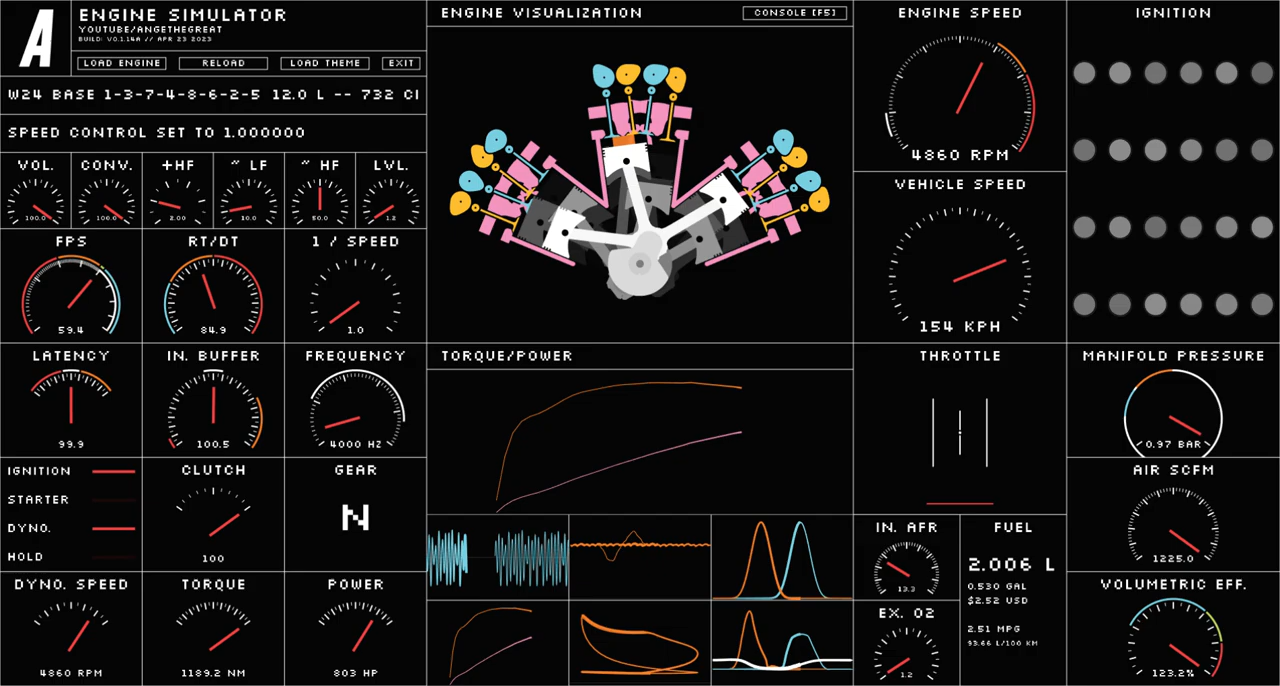 A
ENGINE SIMULATOR
YOUTUBE/ANGETHEGREAT
BUILD: V0.1.14A // APR 23 2023
LOAD ENGINE
RELOAD
LOAD THEME
EXIT
W24 BASE 1-3-7-4-8-6-2-5 12.0 L -- 732 CI
SPEED CONTROL SET TO 1.000000
VOL.
100.0
CONV.
100.0
+HF
2.00
~ LF
10.0
~ HF
50.0
LVL.
1.2
FPS
59.4
RT/DT
84.9
1 / SPEED
1.0
LATENCY
99.9
IN. BUFFER
100.5
FREQUENCY
4000 HZ
IGNITION
STARTER
DYNO.
HOLD
CLUTCH
100
GEAR
N
DYNO. SPEED
4860 RPM
TORQUE
1189.2 NM
POWER
803 HP
ENGINE VISUALIZATION
CONSOLE [F5]
TORQUE/POWER
ENGINE SPEED
4860 RPM
VEHICLE SPEED
154 KPH
THROTTLE
IN. AFR
13.3
EX. O2
1.2
FUEL
2.006 L
0.530 GAL
$2.52 USD
2.51 MPG
93.66 L/100 KM
IGNITION
MANIFOLD PRESSURE
0.97 BAR
AIR SCFM
1225.0
VOLUMETRIC EFF.
123.2%